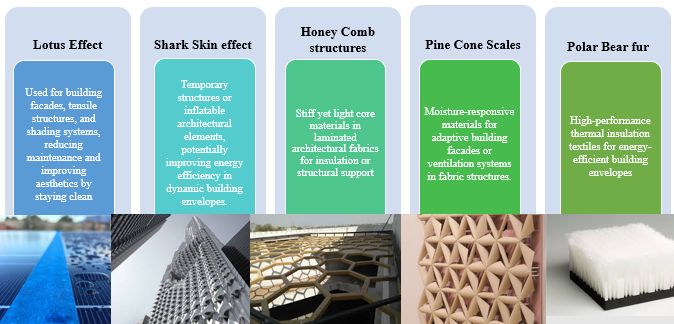 Lotus Effect
Used for building
facades, tensile
structures, and
shading systems,
reducing
maintenance and
improving
aesthetics by
staying clean
Shark Skin effect
Temporary
structures or
inflatable
architectural
elements,
potentially
improving energy
efficiency in
dynamic building
envelopes.
Honey Comb
structures
Stiff yet light core
materials in
laminated
architectural fabrics
for insulation or
structural support
Pine Cone Scales
Moisture-responsive
materials for
adaptive building
facades or
ventilation systems
in fabric structures.
Polar Bear fur
High-performance
thermal insulation
textiles for energy-
efficient building
envelopes